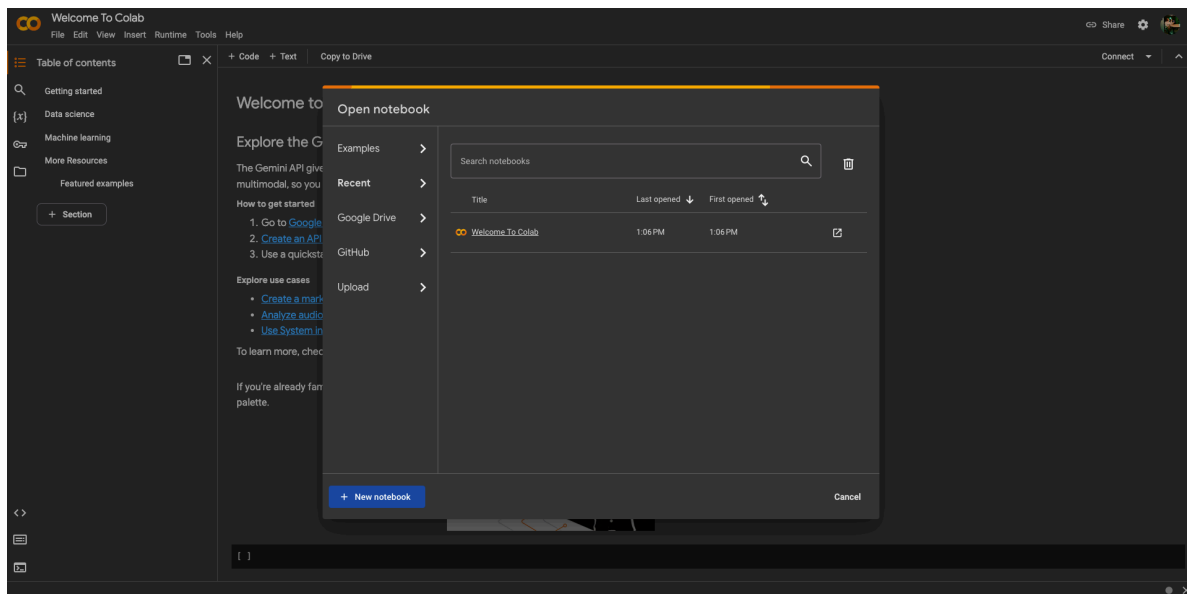 Welcome To Colab
File Edit View Insert Runtime Tools Help
Share
Table of contents
+ Code + Text Copy to Drive
Connect
Getting started
Data science
Machine learning
More Resources
Featured examples
+ Section
Welcome to
Explore the G
The Gemini API give
multimodal, so you
How to get started
1. Go to Google
2. Create an API
3. Use a quicksta
Explore use cases
• Create a mark
• Analyze audio
• Use System in
To learn more, chec
If you're already fam
palette.
Open notebook
Examples
Recent
Google Drive
GitHub
Upload
Search notebooks
Title Last opened First opened
Welcome To Colab 1:06 PM 1:06 PM
+ New notebook
Cancel
[ ]